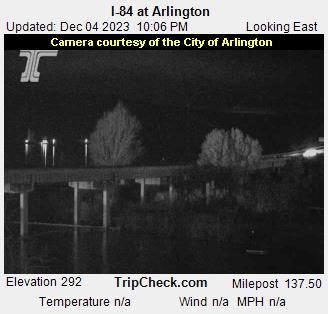 I-84 at Arlington
Updated: Dec 04 2023 10:06 PM Looking East
Camera courtesy of the City of Arlington
Elevation 292 TripCheck.com Milepost 137.50
Temperature n/a Wind n/a MPH n/a